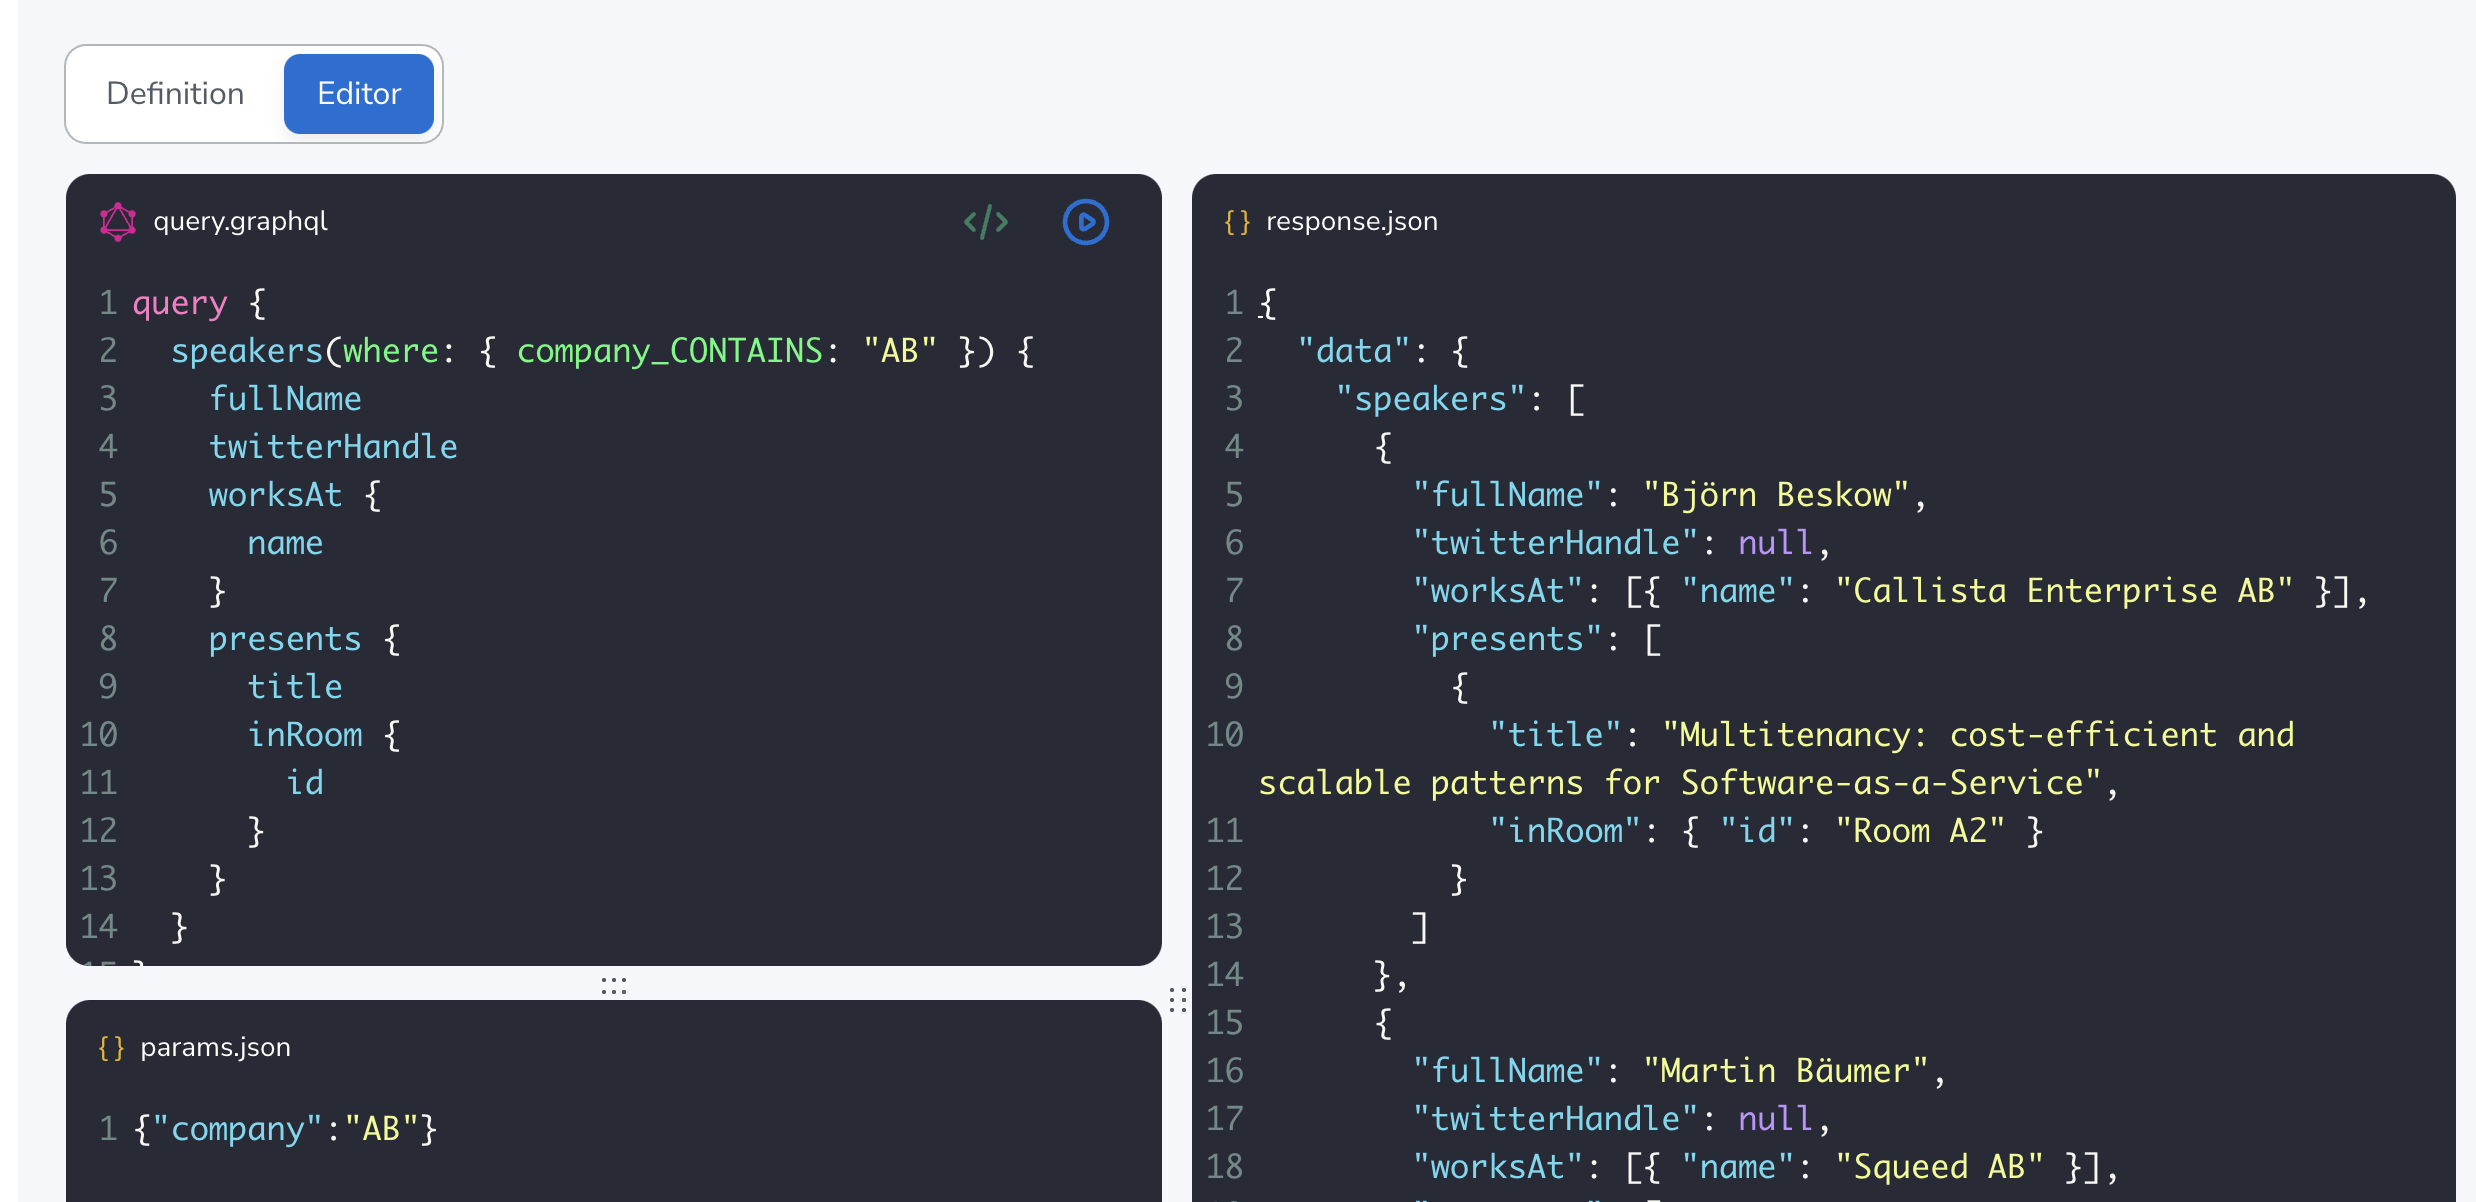 Definition Editor
query.graphql
1 query {
2   speakers(where: { company_CONTAINS: "AB" }) {
3     fullName
4     twitterHandle
5     worksAt {
6       name
7     }
8     presents {
9       title
10       inRoom {
11         id
12       }
13     }
14   }
params.json
1 {"company":"AB"}
response.json
1 {
2   "data": {
3     "speakers": [
4       {
5         "fullName": "Björn Beskow",
6         "twitterHandle": null,
7         "worksAt": [{ "name": "Callista Enterprise AB" }],
8         "presents": [
9           {
10             "title": "Multitenancy: cost-efficient and
scalable patterns for Software-as-a-Service",
11             "inRoom": { "id": "Room A2" }
12           }
13         ]
14       },
15       {
16         "fullName": "Martin Bäumer",
17         "twitterHandle": null,
18         "worksAt": [{ "name": "Squeed AB" }],